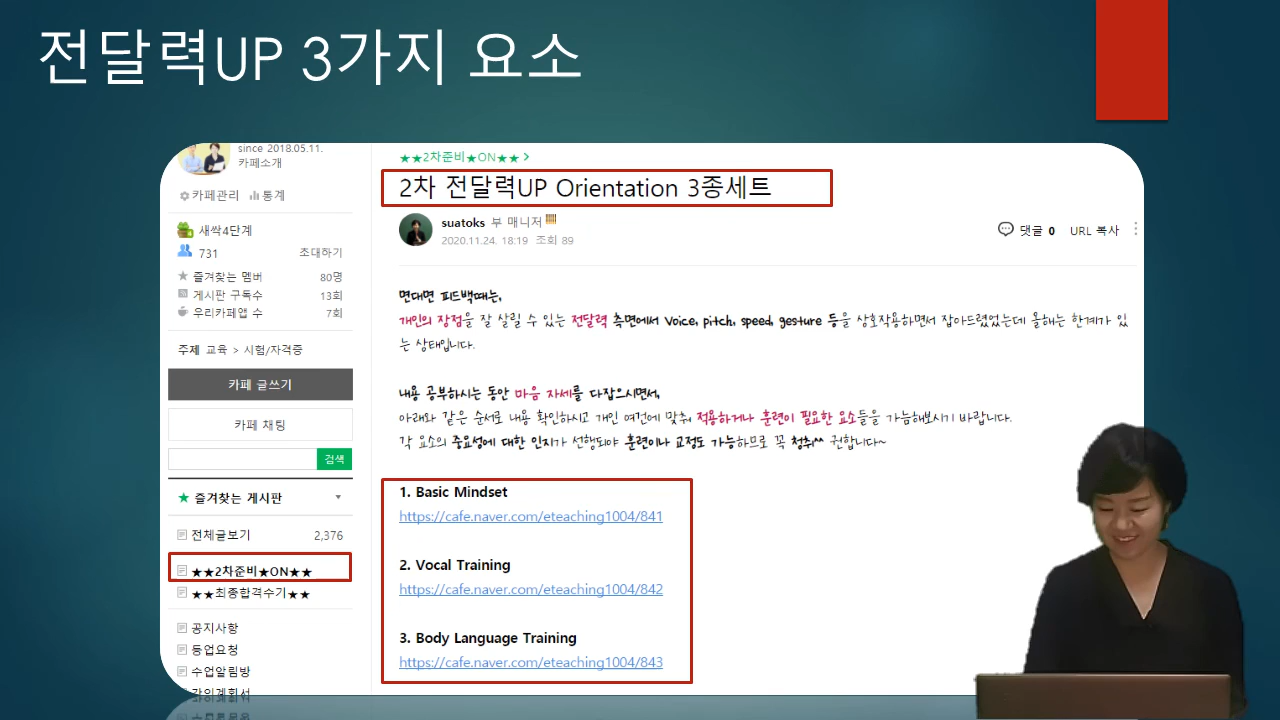 전달력UP 3가지 요소
since 2018.05.11.
카페소개
카페관리 통계
새싹4단계
731 초대하기
즐겨찾는 멤버 80명
게시판 구독수 13회
우리카페앱 수 7회
주제 교육 > 시험/자격증
카페 글쓰기
카페 채팅
검색
★ 즐겨찾는 게시판
전체글보기 2,376
★★2차준비★ON★★
★★최종합격수기★★
공지사항
등업요청
수업알림방
강의계획서
★★2차준비★ON★★ >
2차 전달력UP Orientation 3종세트
suatoks 부 매니저
2020.11.24. 18:19 조회 89
댓글 0 URL 복사
면대면 피드백때는,
개인의 장점을 잘 살릴 수 있는 전달력 측면에서 Voice, pitch, speed, gesture 등을 상호작용하면서 잡아드렸었는데 올해는 한계가 있
는 상태입니다.
내용 공부하시는 동안 마음 자세를 다잡으시면서,
아래와 같은 순서로 내용 확인하시고 개인 여건에 맞춰 적용하거나 훈련이 필요한 요소들을 가늠해보시기 바랍니다.
각 요소의 중요성에 대한 인지가 선행되야 훈련이나 교정도 가능하므로 꼭 청취^^ 권합니다~
1. Basic Mindset
https://cafe.naver.com/eteaching1004/841
2. Vocal Training
https://cafe.naver.com/eteaching1004/842
3. Body Language Training
https://cafe.naver.com/eteaching1004/843